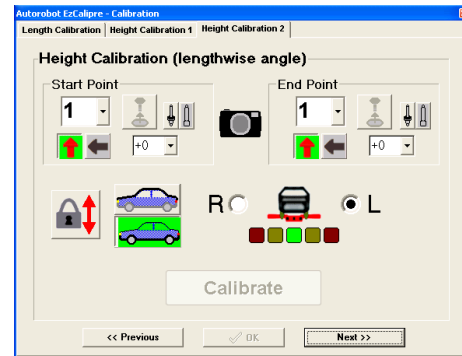 Autorobot EzCalipre - Calibration
Length Calibration Height Calibration 1 Height Calibration 2
Height Calibration (lengthwise angle)
Start Point End Point
1 1
+0 +0
R L
Calibrate
<< Previous OK Next >>